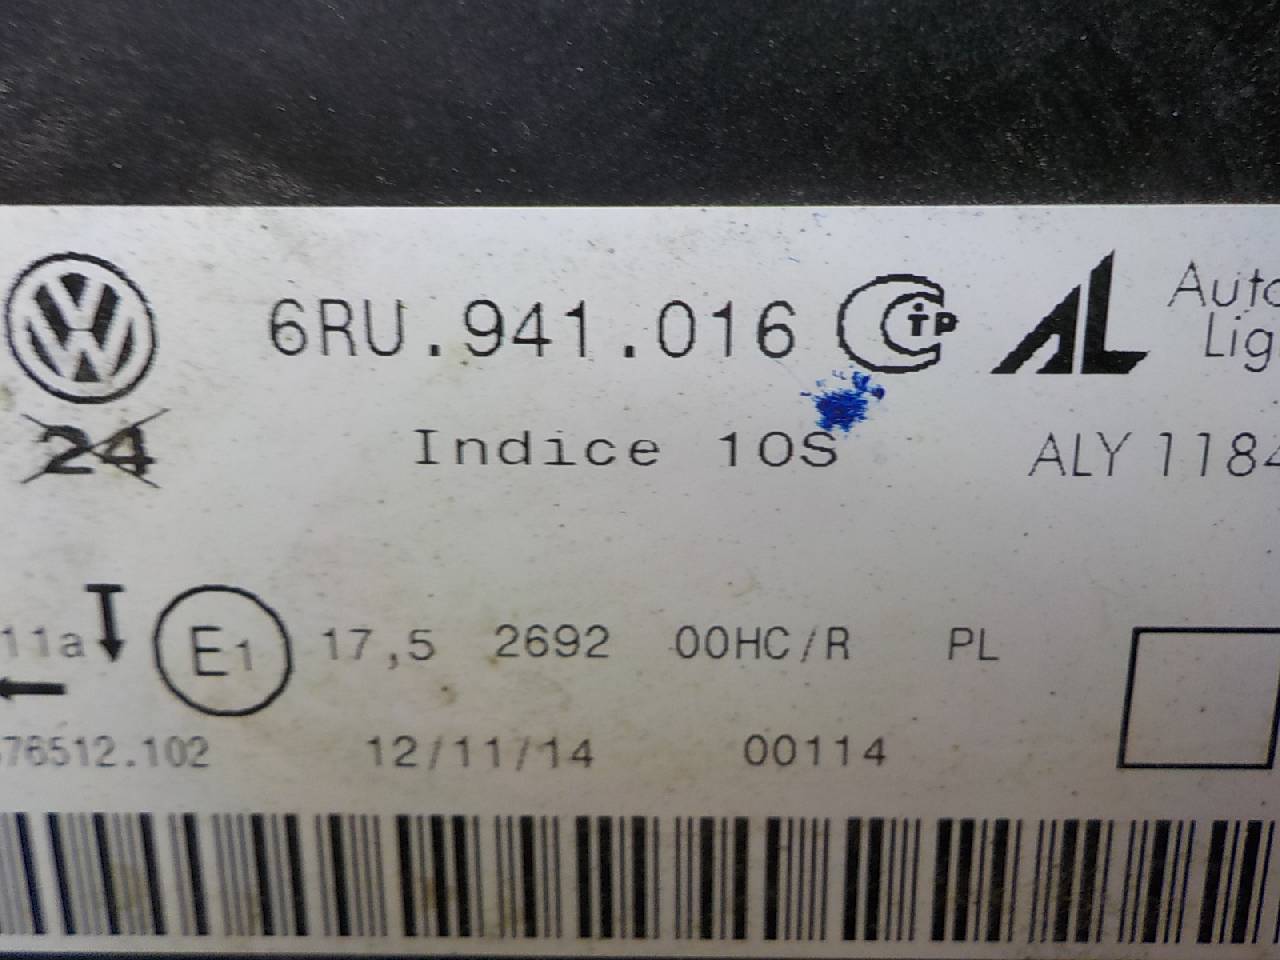 6RU.941.016 Auto
24 Indice 10S Lig
ALY 1184
11a E1 17,5 2692 00HC/R PL
76512.102 12/11/14 00114